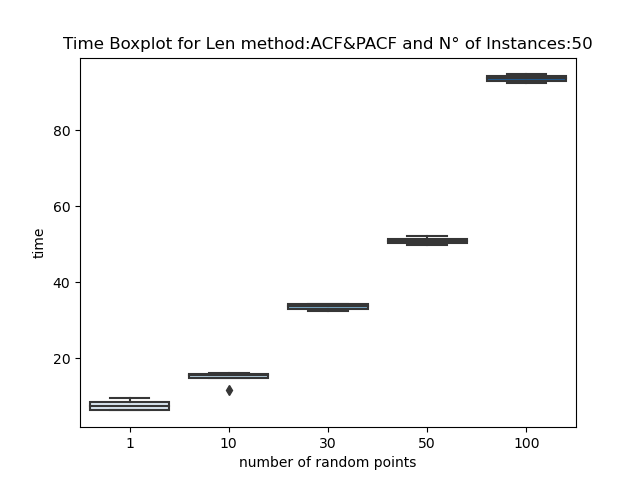 Time Boxplot for Len method:ACF&PACF and N° of Instances:50
80
60
40
20
time
1 10 30 50 100
number of random points